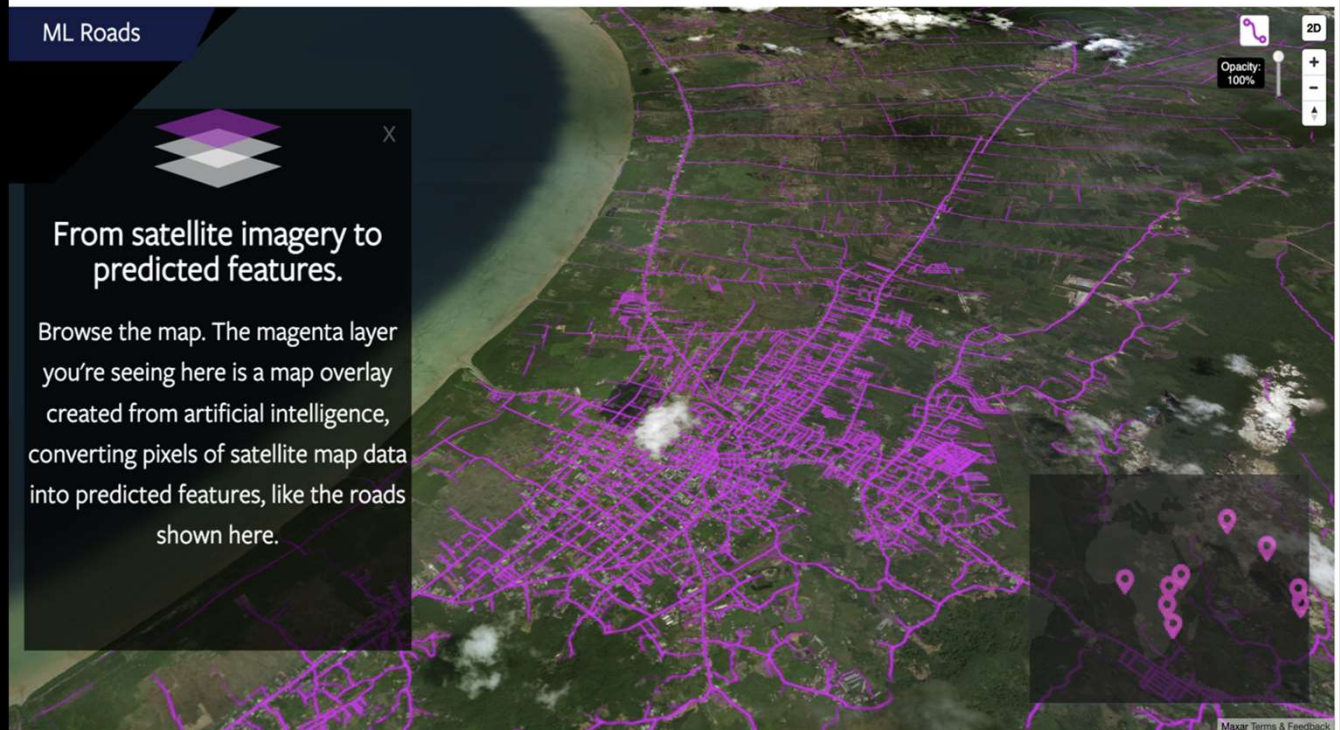 ML Roads
2D
Opacity:
100%
+
-
X
From satellite imagery to
predicted features.
Browse the map. The magenta layer
you're seeing here is a map overlay
created from artificial intelligence,
converting pixels of satellite map data
into predicted features, like the roads
shown here.
Maxar Terms & Feedback